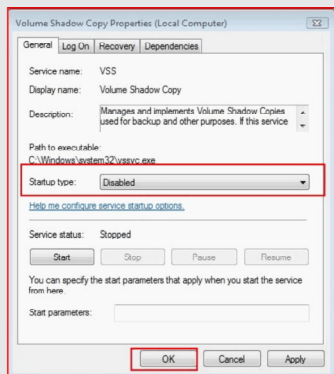 Volume Shadow Copy Properties (Local Computer)
General Log On Recovery Dependencies
Service name: VSS
Display name: Volume Shadow Copy
Description: Manages and implements Volume Shadow Copies
used for backup and other purposes. If this service
Path to executable:
C:\Windows\system32\vssvc.exe
Startup type: Disabled
Help me configure service startup options.
Service status: Stopped
Start Stop Pause Resume
You can specify the start parameters that apply when you start the service
from here.
Start parameters:
OK Cancel Apply